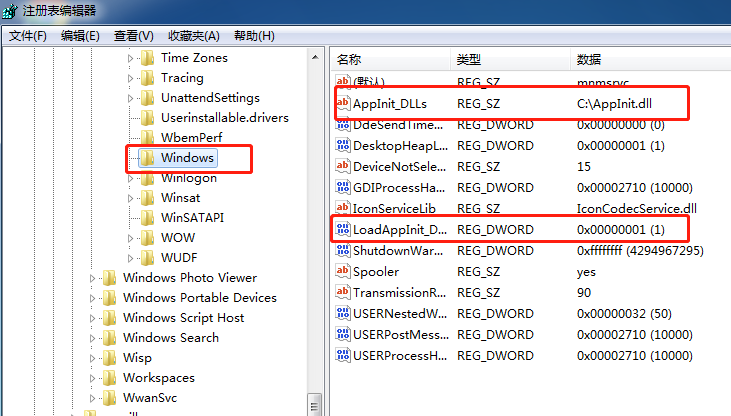 注册表编辑器
文件(F) 编辑(E) 查看(V) 收藏夹(A) 帮助(H)
Time Zones
Tracing
UnattendSettings
Userinstallable.drivers
WbemPerf
Windows
Winlogon
Winsat
WinSATAPI
WOW
WUDF
Windows Photo Viewer
Windows Portable Devices
Windows Script Host
Windows Search
Wisp
Workspaces
WwanSvc
名称 类型 数据
(默认) REG_SZ mnmsrvc
AppInit_DLLs REG_SZ C:\AppInit.dll
DdeSendTime... REG_DWORD 0x00000000 (0)
DesktopHeapL... REG_DWORD 0x00000001 (1)
DeviceNotSele... REG_SZ 15
GDIProcessHa... REG_DWORD 0x00002710 (10000)
IconServiceLib REG_SZ IconCodecService.dll
LoadAppInit_D... REG_DWORD 0x00000001 (1)
ShutdownWar... REG_DWORD 0xffffffff (4294967295)
Spooler REG_SZ yes
TransmissionR... REG_SZ 90
USERNestedW... REG_DWORD 0x00000032 (50)
USERPostMess... REG_DWORD 0x00002710 (10000)
USERProcessH... REG_DWORD 0x00002710 (10000)